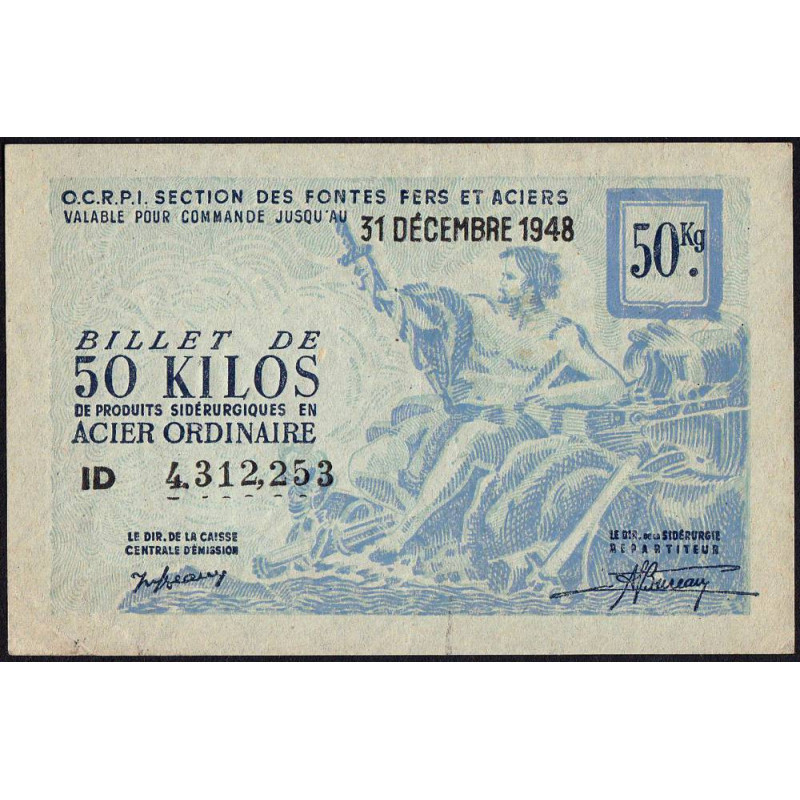 O.C.R.P.I. SECTION DES FONTES FERS ET ACIERS
VALABLE POUR COMMANDE JUSQU'AU 31 DÉCEMBRE 1948
50Kg.
BILLET DE
50 KILOS
DE PRODUITS SIDÉRURGIQUES EN
ACIER ORDINAIRE
ID 4,312,253
LE DIR. DE LA CAISSE
CENTRALE D'ÉMISSION
LE DIR. DE LA SIDÉRURGIE
RÉPARTITEUR